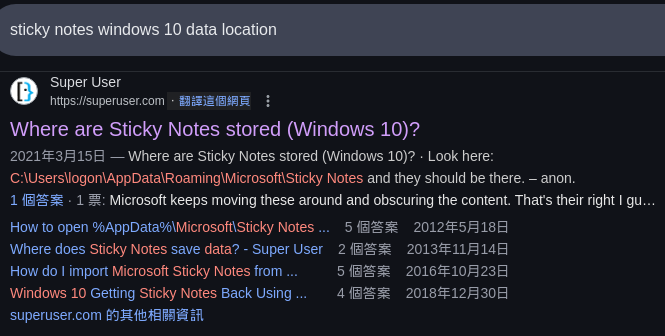 sticky notes windows 10 data location
Super User
https://superuser.com · 翻譯這個網頁
Where are Sticky Notes stored (Windows 10)?
2021年3月15日 — Where are Sticky Notes stored (Windows 10)? · Look here:
C:\Users\logon\AppData\Roaming\Microsoft\Sticky Notes and they should be there. – anon.
1 個答案 · 1 票: Microsoft keeps moving these around and obscuring the content. That's their right I gu…
How to open %AppData%\Microsoft\Sticky Notes ... 5 個答案 2012年5月18日
Where does Sticky Notes save data? - Super User 2 個答案 2013年11月14日
How do I import Microsoft Sticky Notes from ... 5 個答案 2016年10月23日
Windows 10 Getting Sticky Notes Back Using ... 4 個答案 2018年12月30日
superuser.com 的其他相關資訊